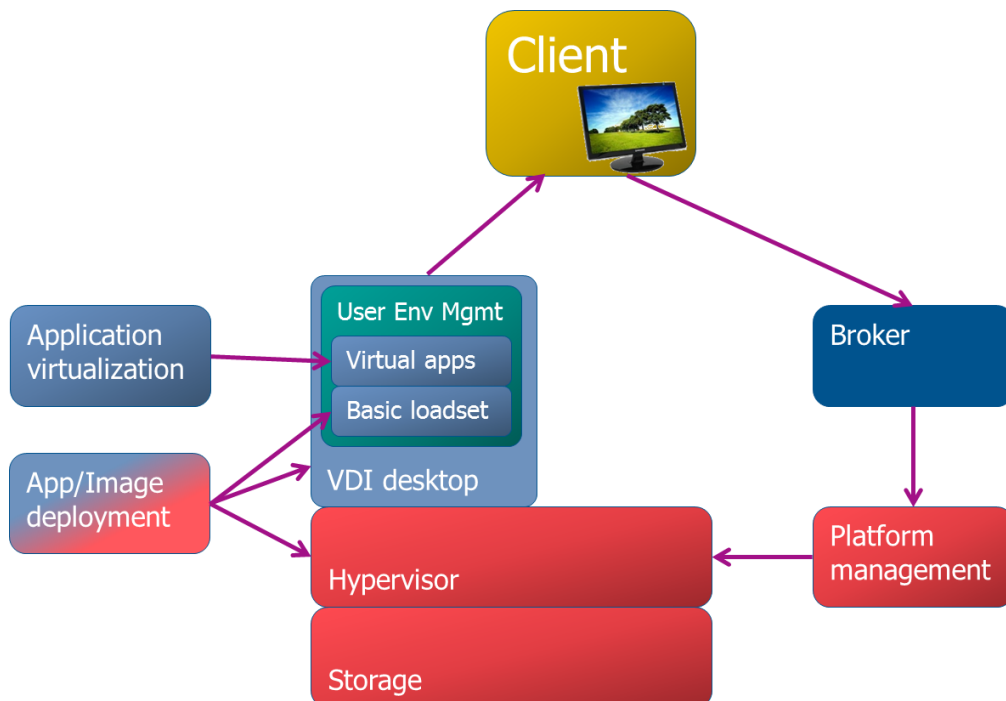 Client
User Env Mgmt
Application
virtualization
Virtual apps
Basic loadset
Broker
App/Image
deployment
VDI desktop
Hypervisor
Platform
management
Storage